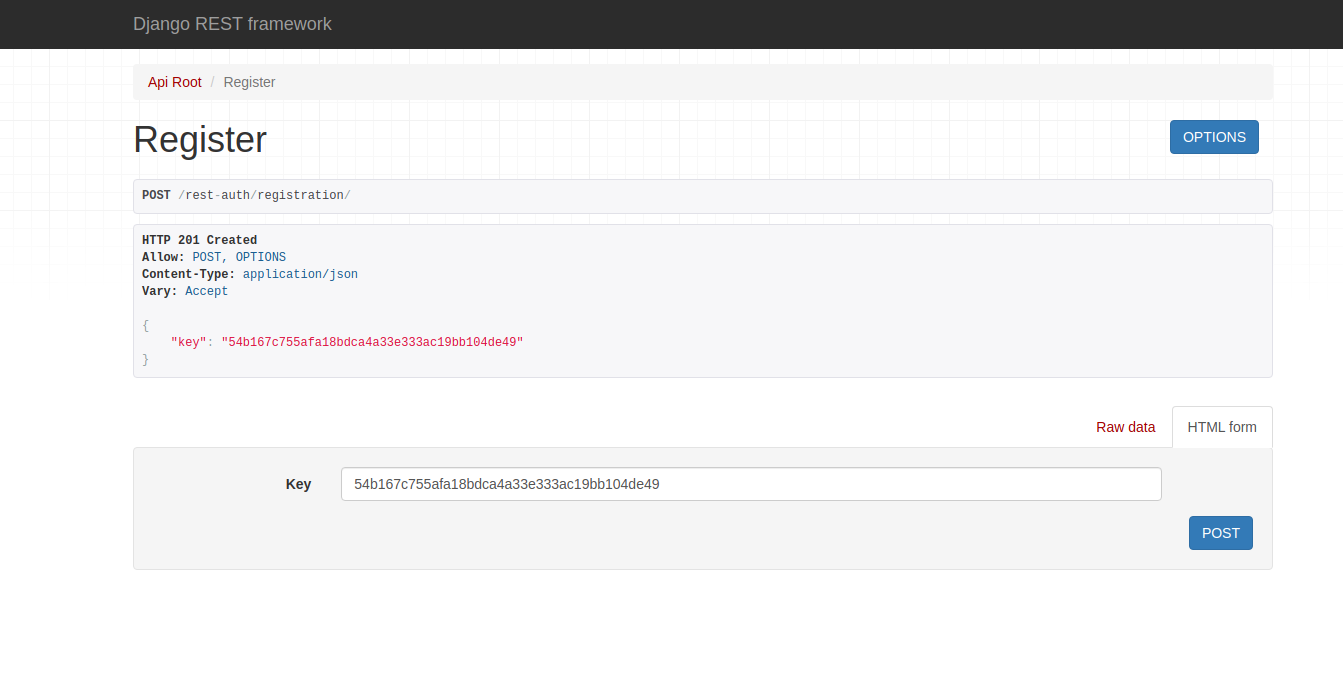 Django REST framework
Api Root / Register
Register
OPTIONS
POST /rest-auth/registration/
HTTP 201 Created
Allow: POST, OPTIONS
Content-Type: application/json
Vary: Accept
{
    "key": "54b167c755afa18bdca4a33e333ac19bb104de49"
}
Raw data
HTML form
Key
54b167c755afa18bdca4a33e333ac19bb104de49
POST